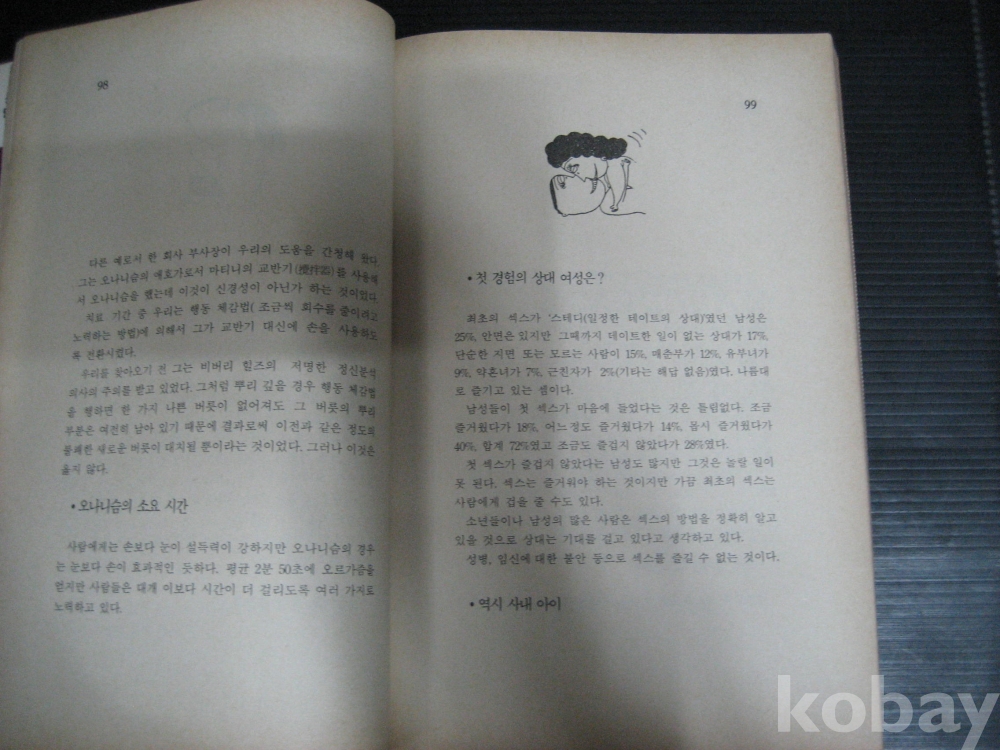 98
다른 예로서 한 회사 부사장이 우리의 도움을 간청해 왔다.
그는 오나니슴의 애호가로서 마티니의 교반기(攪拌器)를 사용해
서 오나니슴을 했는데 이것이 신경성이 아닌가 하는 것이었다.
치료 기간 중 우리는 행동 체감법(조금씩 회수를 줄이려고
노력하는 방법)에 의해서 그가 교반기 대신에 손을 사용하도
록 전환시켰다.
우리를 찾아오기 전 그는 비버리 힐즈의 저명한 정신분석
의사의 주의를 받고 있었다. 그처럼 뿌리 깊을 경우 행동 체감법
을 행하면 한 가지 나쁜 버릇이 없어져도 그 버릇의 뿌리
부분은 여전히 남아 있기 때문에 결과로써 이전과 같은 정도의
불쾌한 새로운 버릇이 대치될 뿐이라는 것이었다. 그러나 이것은
옳지 않다.
• 오나니슴의 소요 시간
사람에게는 손보다 눈이 설득력이 강하지만 오나니슴의 경우
는 눈보다 손이 효과적인 듯하다. 평균 2분 50초에 오르가슴을
얻지만 사람들은 대개 이보다 시간이 더 걸리도록 여러 가지로
노력하고 있다.
99
• 첫 경험의 상대 여성은?
최초의 섹스가 '스테디(일정한 데이트의 상대)'였던 남성은
25%, 안면은 있지만 그때까지 데이트한 일이 없는 상대가 17%,
단순한 지면 또는 모르는 사람이 15%, 매춘부가 12%, 유부녀가
9%, 약혼녀가 7%, 근친자가 2%(기타는 해답 없음)였다. 나름대
로 즐기고 있는 셈이다.
남성들이 첫 섹스가 마음에 들었다는 것은 틀림없다. 조금
즐거웠다가 18%, 어느정도 즐거웠다가 14%, 몹시 즐거웠다가
40%, 합계 72%였고 조금도 즐겁지 않았다가 28%였다.
첫 섹스가 즐겁지 않았다는 남성도 많지만 그것은 놀랄 일이
못 된다. 섹스는 즐거워야 하는 것이지만 가끔 최초의 섹스는
사람에게 겁을 줄 수도 있다.
소년들이나 남성의 많은 사람은 섹스의 방법을 정확히 알고
있을 것으로 상대는 기대를 걸고 있다고 생각하고 있다.
성병, 임신에 대한 불안 등으로 섹스를 즐길 수 없는 것이다.
• 역시 사내 아이
kobay